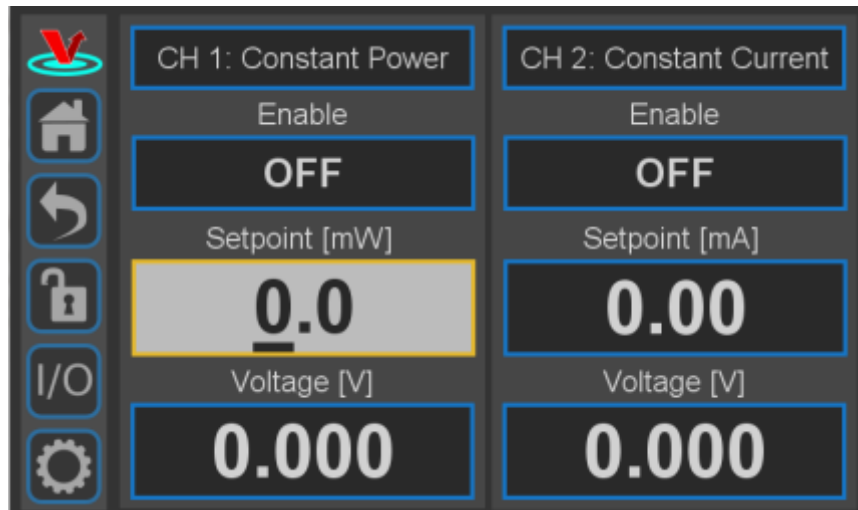 CH 1: Constant Power
Enable
OFF
Setpoint [mW]
0.0
Voltage [V]
0.000
CH 2: Constant Current
Enable
OFF
Setpoint [mA]
0.00
Voltage [V]
0.000
I/O